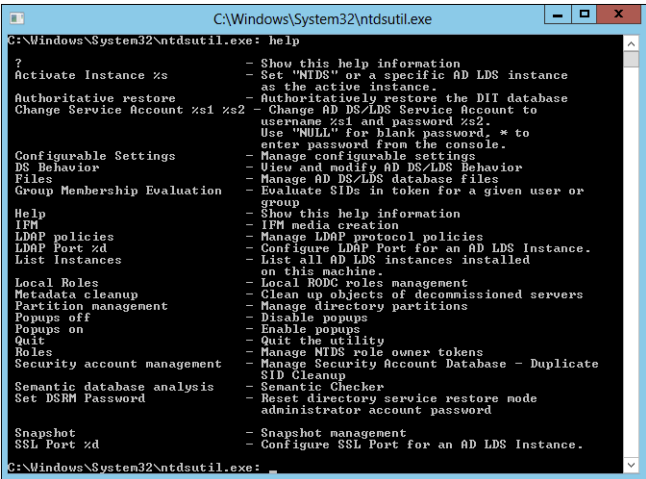 C:\Windows\System32\ntdsutil.exe
C:\Windows\System32\ntdsutil.exe: help
? - Show this help information
Activate Instance %s - Set "NTDS" or a specific AD LDS instance
as the active instance.
Authoritative restore - Authoritatively restore the DIT database
Change Service Account %s1 %s2 - Change AD DS/LDS Service Account to
username %s1 and password %s2.
Use "NULL" for blank password, * to
enter password from the console.
Configurable Settings - Manage configurable settings
DS Behavior - View and modify AD DS/LDS Behavior
Files - Manage AD DS/LDS database files
Group Membership Evaluation - Evaluate SIDs in token for a given user or
group
Help - Show this help information
IFM - IFM media creation
LDAP policies - Manage LDAP protocol policies
LDAP Port %d - Configure LDAP Port for an AD LDS Instance.
List Instances - List all AD LDS instances installed
on this machine.
Local Roles - Local RODC roles management
Metadata cleanup - Clean up objects of decommissioned servers
Partition management - Manage directory partitions
Popups off - Disable popups
Popups on - Enable popups
Quit - Quit the utility
Roles - Manage NTDS role owner tokens
Security account management - Manage Security Account Database - Duplicate
SID Cleanup
Semantic database analysis - Semantic Checker
Set DSRM Password - Reset directory service restore mode
administrator account password
Snapshot - Snapshot management
SSL Port %d - Configure SSL Port for an AD LDS Instance.
C:\Windows\System32\ntdsutil.exe: _